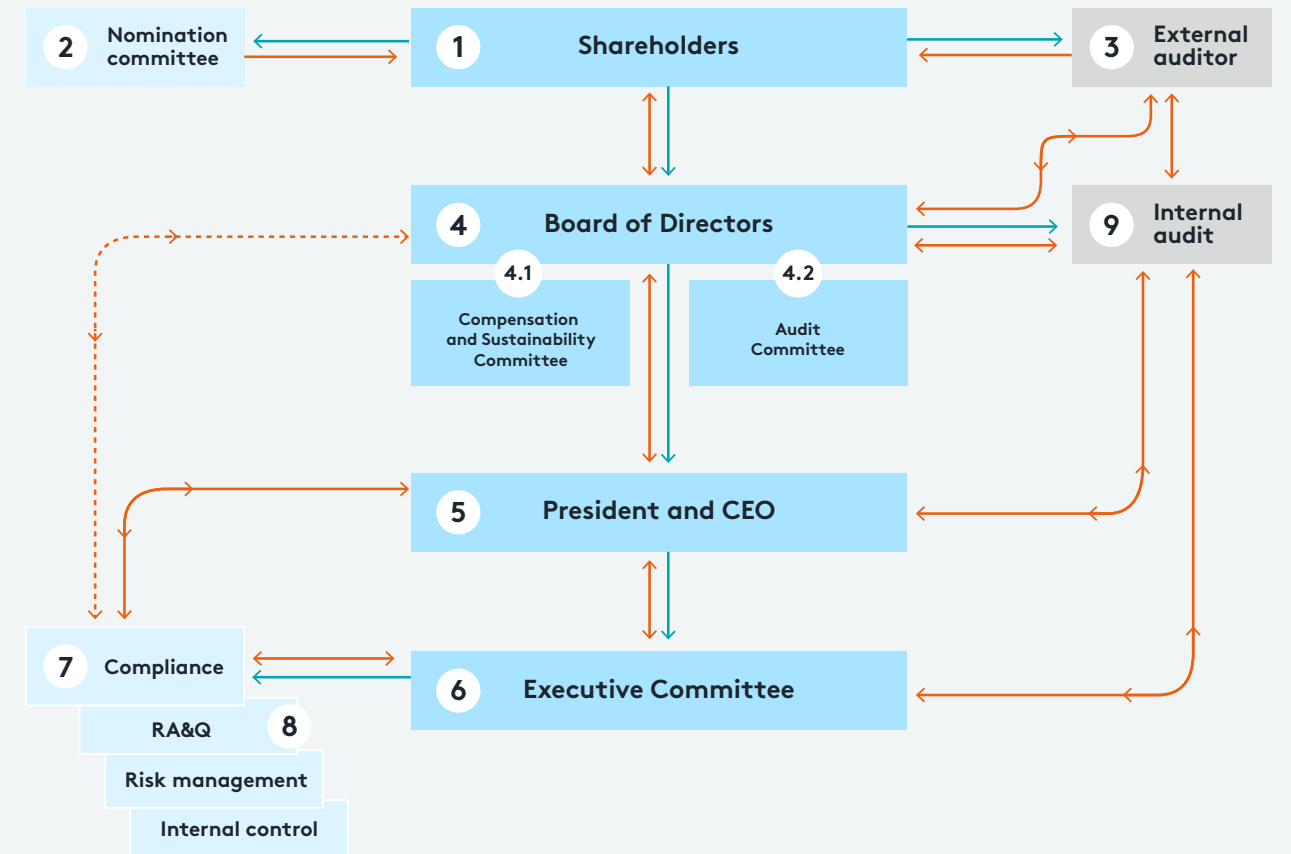 2
Nomination
committee
1
Shareholders
3
External
auditor
4
Board of Directors
9
Internal
audit
4.1
Compensation
and Sustainability
Committee
4.2
Audit
Committee
5
President and CEO
7
Compliance
6
Executive Committee
RA&Q
8
Risk management
Internal control